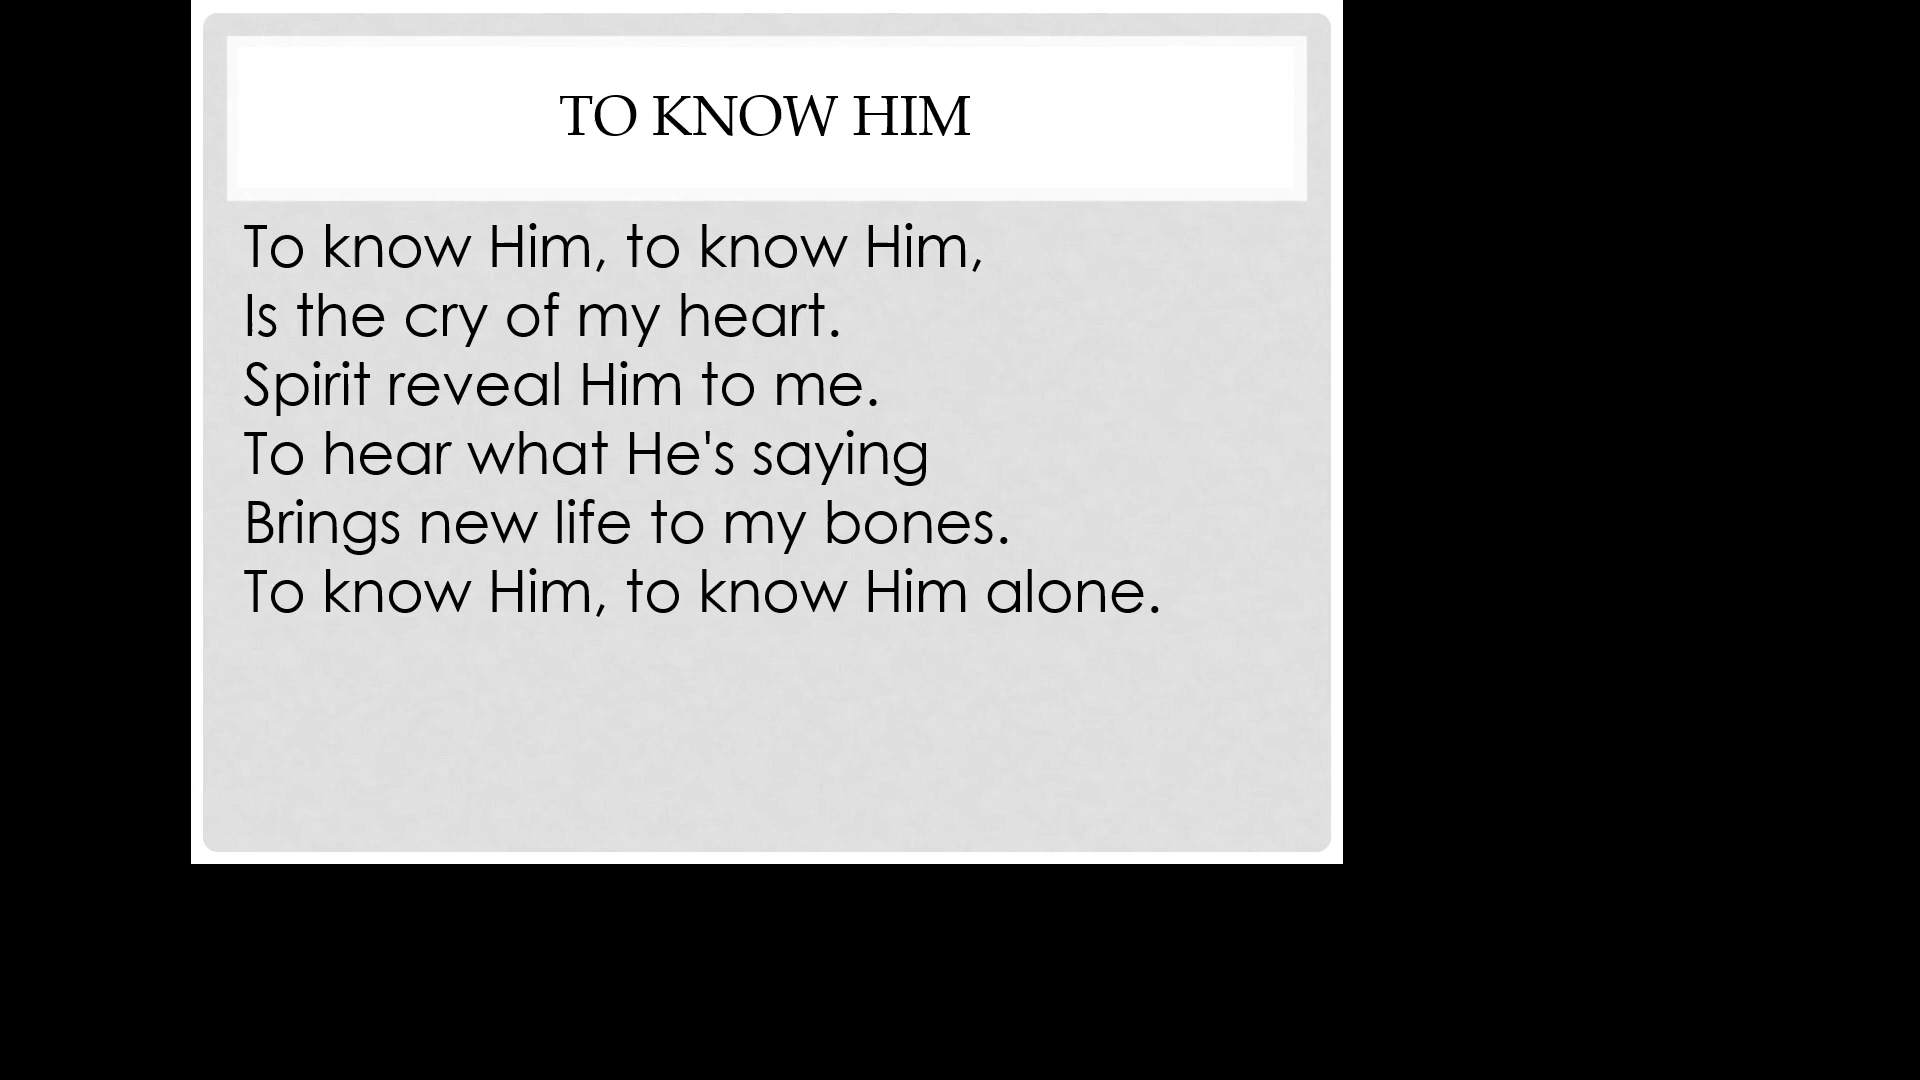 TO KNOW HIM
To know Him, to know Him,
Is the cry of my heart.
Spirit reveal Him to me.
To hear what He's saying
Brings new life to my bones.
To know Him, to know Him alone.